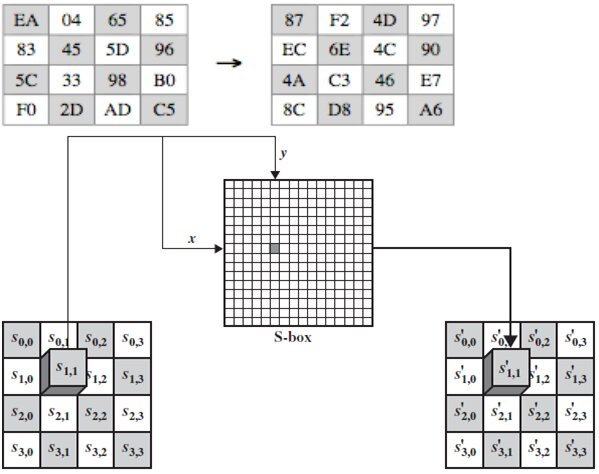 EA 04 65 85 87 F2 4D 97
83 45 5D 96 EC 6E 4C 90
→
5C 33 98 B0 4A C3 46 E7
F0 2D AD C5 8C D8 95 A6
y
x
S-box
s0,0 s0,1 s0,2 s0,3 s'0,0 s'0, s'0,2 s'0,3
s1,1 s'1,1
s1,0 s1,2 s1,3 s'1,0 s'1,2 s'1,3
s2,0 s2,1 s2,2 s2,3 s'2,0 s'2,1 s'2,2 s'2,3
s3,0 s3,1 s3,2 s3,3 s'3,0 s'3,1 s'3,2 s'3,3